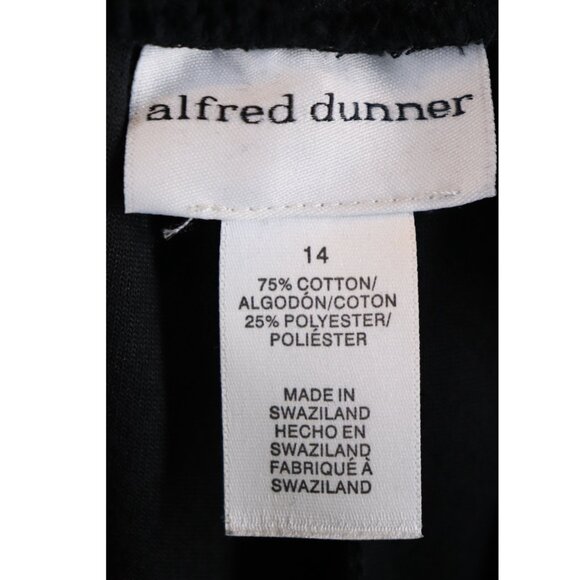 alfred dunner
14
75% COTTON/
ALGODÓN/COTON
25% POLYESTER/
POLIÉSTER
MADE IN
SWAZILAND
HECHO EN
SWAZILAND
FABRIQUÉ À
SWAZILAND